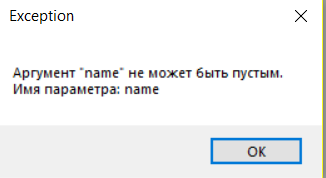 Exception
Аргумент "name" не может быть пустым.
Имя параметра: name
OK